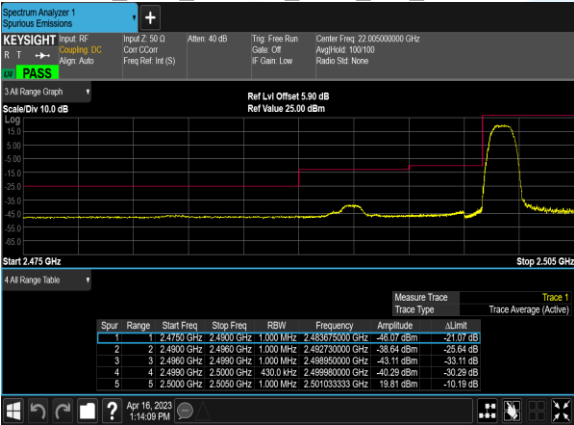 Spectrum Analyzer 1
Spurious Emissions
+
KEYSIGHT Input: RF Input Z: 50 Ω Atten: 40 dB Trig: Free Run Center Freq: 22.005000000 GHz
R T Coupling: DC Corr CCorr Gate: Off Avg|Hold: 100/100
Align: Auto Freq Ref: Int (S) IF Gain: Low Radio Std: None
PASS
3 All Range Graph Ref Lvl Offset 5.90 dB
Scale/Div 10.0 dB Ref Value 25.00 dBm
Log
15.0
5.00
-5.00
-15.0
-25.0
-35.0
-45.0
-55.0
-65.0
Start 2.475 GHz Stop 2.505 GHz
4 All Range Table
Measure Trace Trace 1
Trace Type Trace Average (Active)
Spur Range Start Freq Stop Freq RBW Frequency Amplitude ΔLimit
1 1 2.4750 GHz 2.4900 GHz 1.000 MHz 2.483675000 GHz -46.07 dBm -21.07 dB
2 2 2.4900 GHz 2.4960 GHz 1.000 MHz 2.492730000 GHz -38.64 dBm -25.64 dB
3 3 2.4960 GHz 2.4990 GHz 1.000 MHz 2.498950000 GHz -43.11 dBm -33.11 dB
4 4 2.4990 GHz 2.5000 GHz 430.0 kHz 2.499980000 GHz -40.29 dBm -30.29 dB
5 5 2.5000 GHz 2.5050 GHz 1.000 MHz 2.501033333 GHz 19.81 dBm -10.19 dB
? Apr 16, 2023
1:14:09 PM